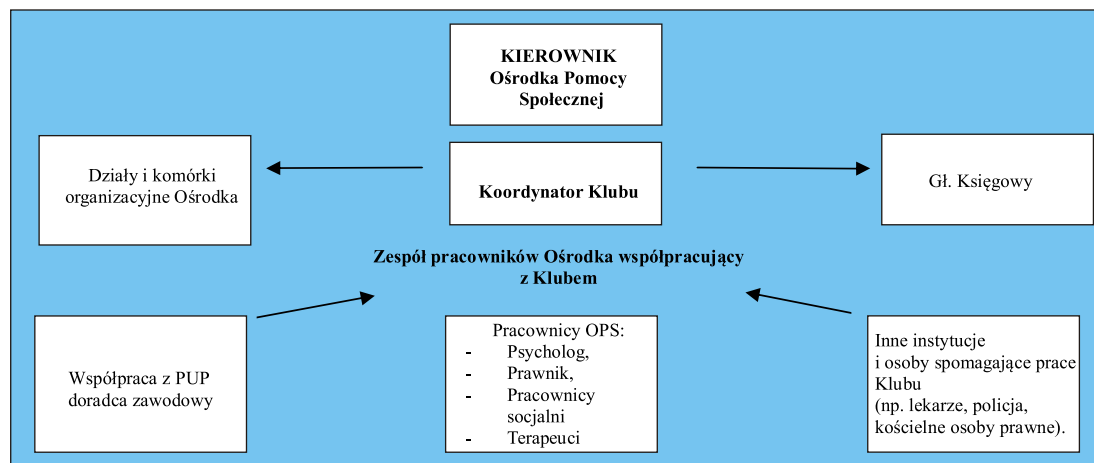 KIEROWNIK
Ośrodka Pomocy
Społecznej
Działy i komórki
organizacyjne Ośrodka
Koordynator Klubu
Gł. Księgowy
Zespół pracowników Ośrodka współpracujący
z Klubem
Współpraca z PUP
doradca zawodowy
Pracownicy OPS:
- Psycholog,
- Prawnik,
- Pracownicy
socjalni
- Terapeuci
Inne instytucje
i osoby spomagające prace
Klubu
(np. lekarze, policja,
kościelne osoby prawne).